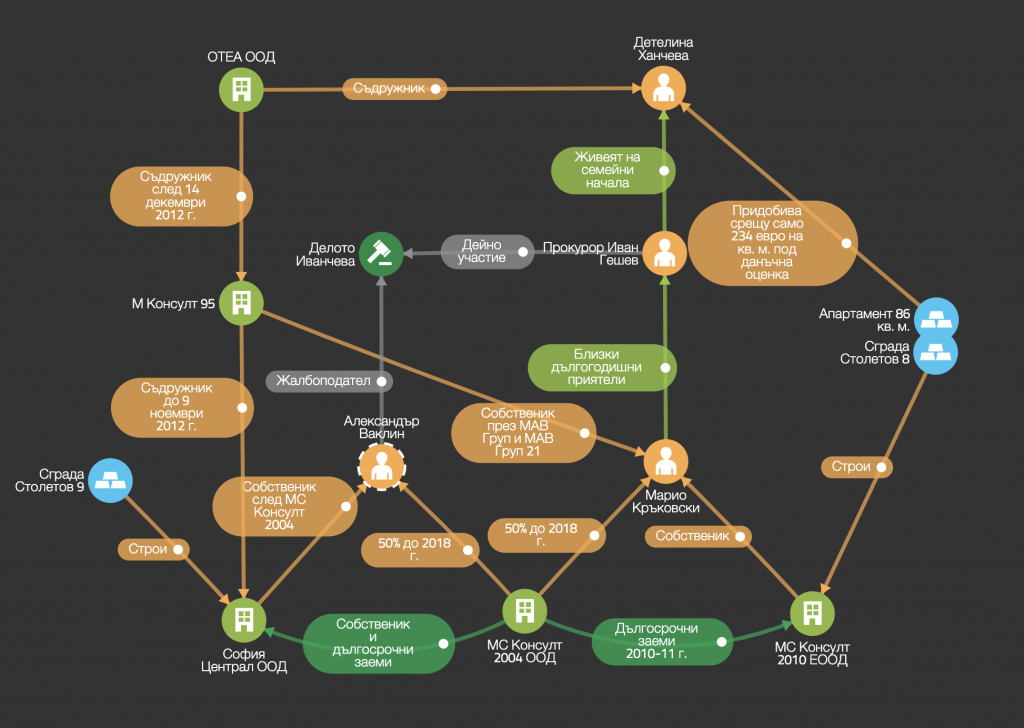 Детелина
Ханчева
ОТЕА ООД
Съдружник
Живеят на
семейни
начала
Съдружник
след 14
декември
2012 г.
Придобива
срещу само
234 евро на
кв. м. под
данъчна
оценка
Делото
Иванчева
Дейно
участие
Прокурор Иван
Гешев
М Консулт 95
Апартамент 86
кв. м.
Сграда
Столетов 8
Близки
дългогодишни
приятели
Жалбоподател
Съдружник
до 9
ноември
2012 г.
Собственик
през МАВ
Груп и МАВ
Груп 21
Александър
Ваклин
Сграда
Столетов 9
Строи
Марио
Кръковски
Собственик
след МС
Консулт
2004
50% до 2018
г.
50% до 2018
г.
Собственик
Строи
Собственик
и
дългосрочни
заеми
Дългосрочни
заеми
2010-11 г.
София
Централ ООД
МС Консулт
2004 ООД
МС Консулт
2010 ЕООД